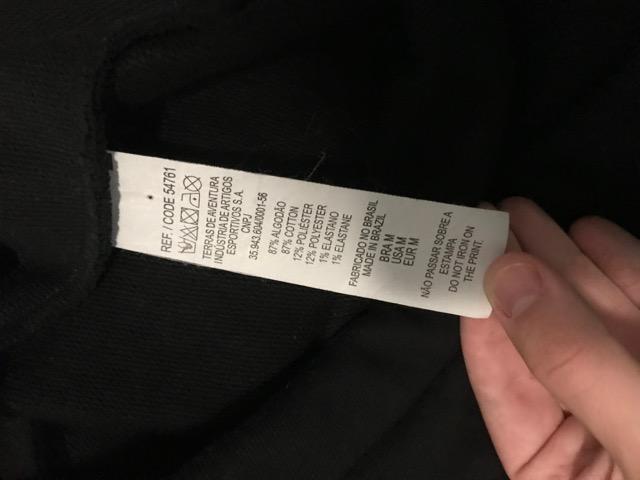 REF. / CODE 54761
TERRAS DE AVENTURA
INDÚSTRIA DE ARTIGOS
ESPORTIVOS S.A.
CNPJ
35.943.604/0001-56
87% ALGODÃO
87% COTTON
12% POLIÉSTER
12% POLYESTER
1% ELASTANO
1% ELASTANE
FABRICADO NO BRASIL
MADE IN BRAZIL
BRA M
USA M
EUR M
NÃO PASSAR SOBRE A
ESTAMPA
DO NOT IRON ON
THE PRINT.